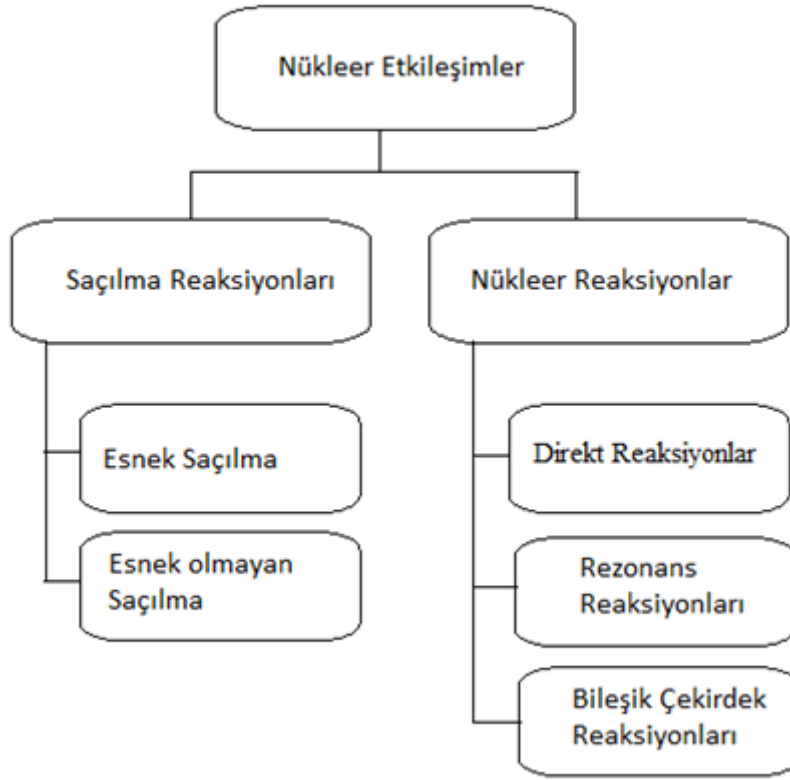 Nükleer Etkileşimler
Saçılma Reaksiyonları
Nükleer Reaksiyonlar
Esnek Saçılma
Direkt Reaksiyonlar
Esnek olmayan
Saçılma
Rezonans
Reaksiyonları
Bileşik Çekirdek
Reaksiyonları